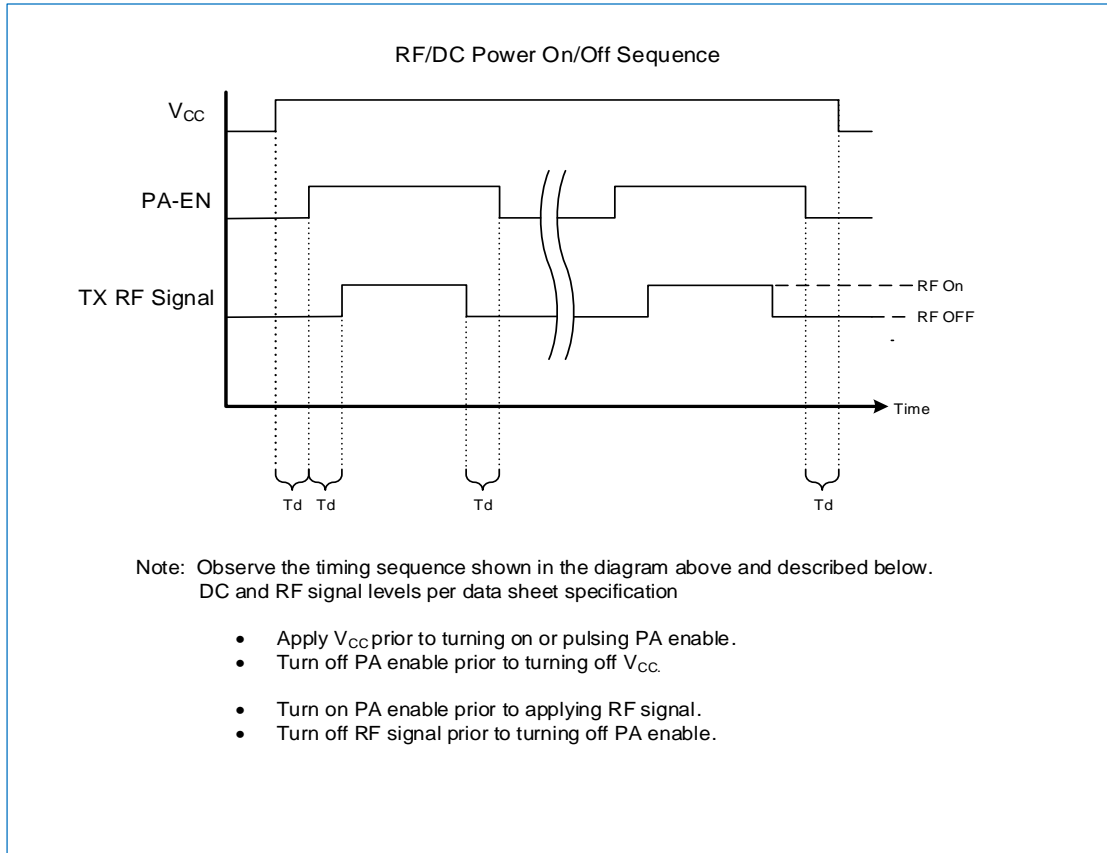 RF/DC Power On/Off Sequence
VCC
PA-EN
TX RF Signal
RF On
RF OFF
Time
Td Td Td Td
Note: Observe the timing sequence shown in the diagram above and described below.
DC and RF signal levels per data sheet specification
• Apply VCC prior to turning on or pulsing PA enable.
• Turn off PA enable prior to turning off VCC.
• Turn on PA enable prior to applying RF signal.
• Turn off RF signal prior to turning off PA enable.